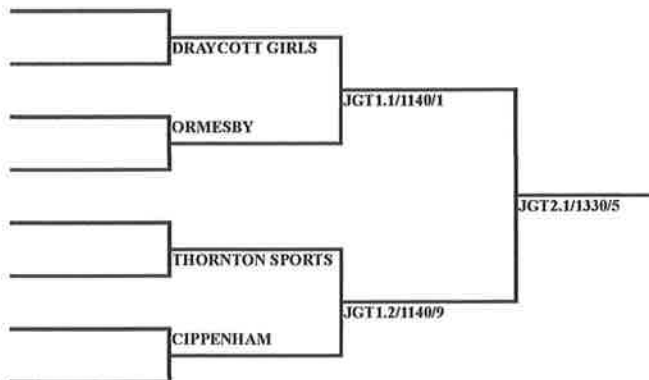 DRAYCOTT GIRLS
JGT1.1/1140/1
ORMESBY
JGT2.1/1330/5
THORNTON SPORTS
JGT1.2/1140/9
CIPPENHAM